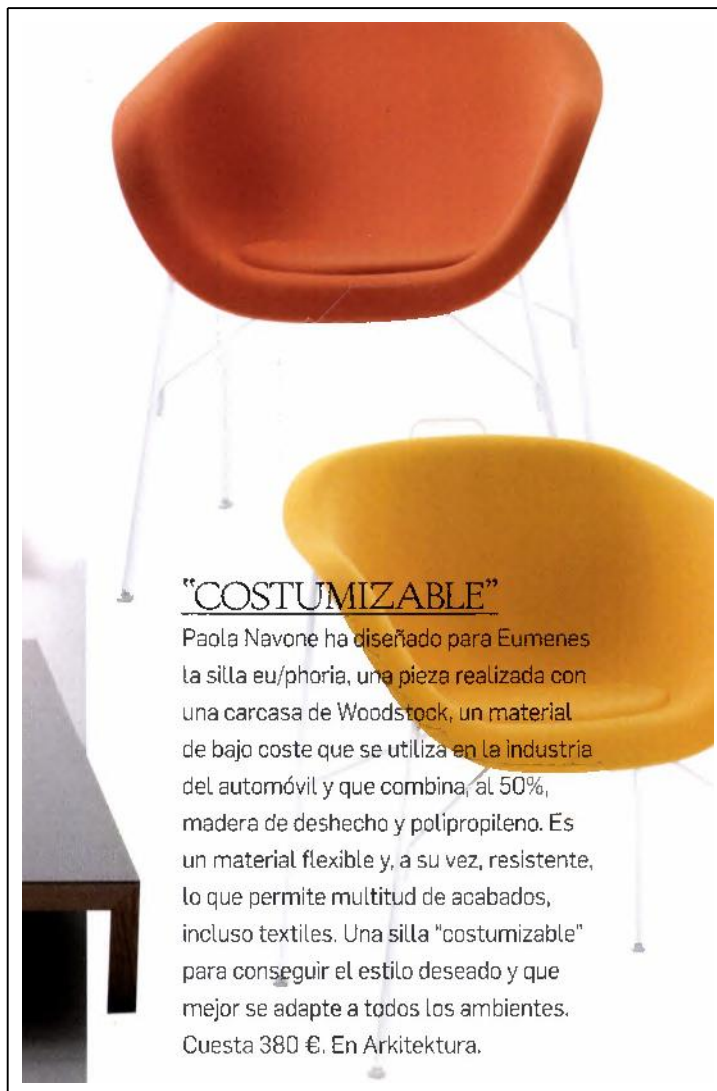 "COSTUMIZABLE"
Paola Navone ha diseñado para Eumenes
la silla eu/phoria, una pieza realizada con
una carcasa de Woodstock, un material
de bajo coste que se utiliza en la industria
del automóvil y que combina, al 50%,
madera de deshecho y polipropileno. Es
un material flexible y, a su vez, resistente,
lo que permite multitud de acabados,
incluso textiles. Una silla "costumizable"
para conseguir el estilo deseado y que
mejor se adapte a todos los ambientes.
Cuesta 380 €. En Arkitektura.